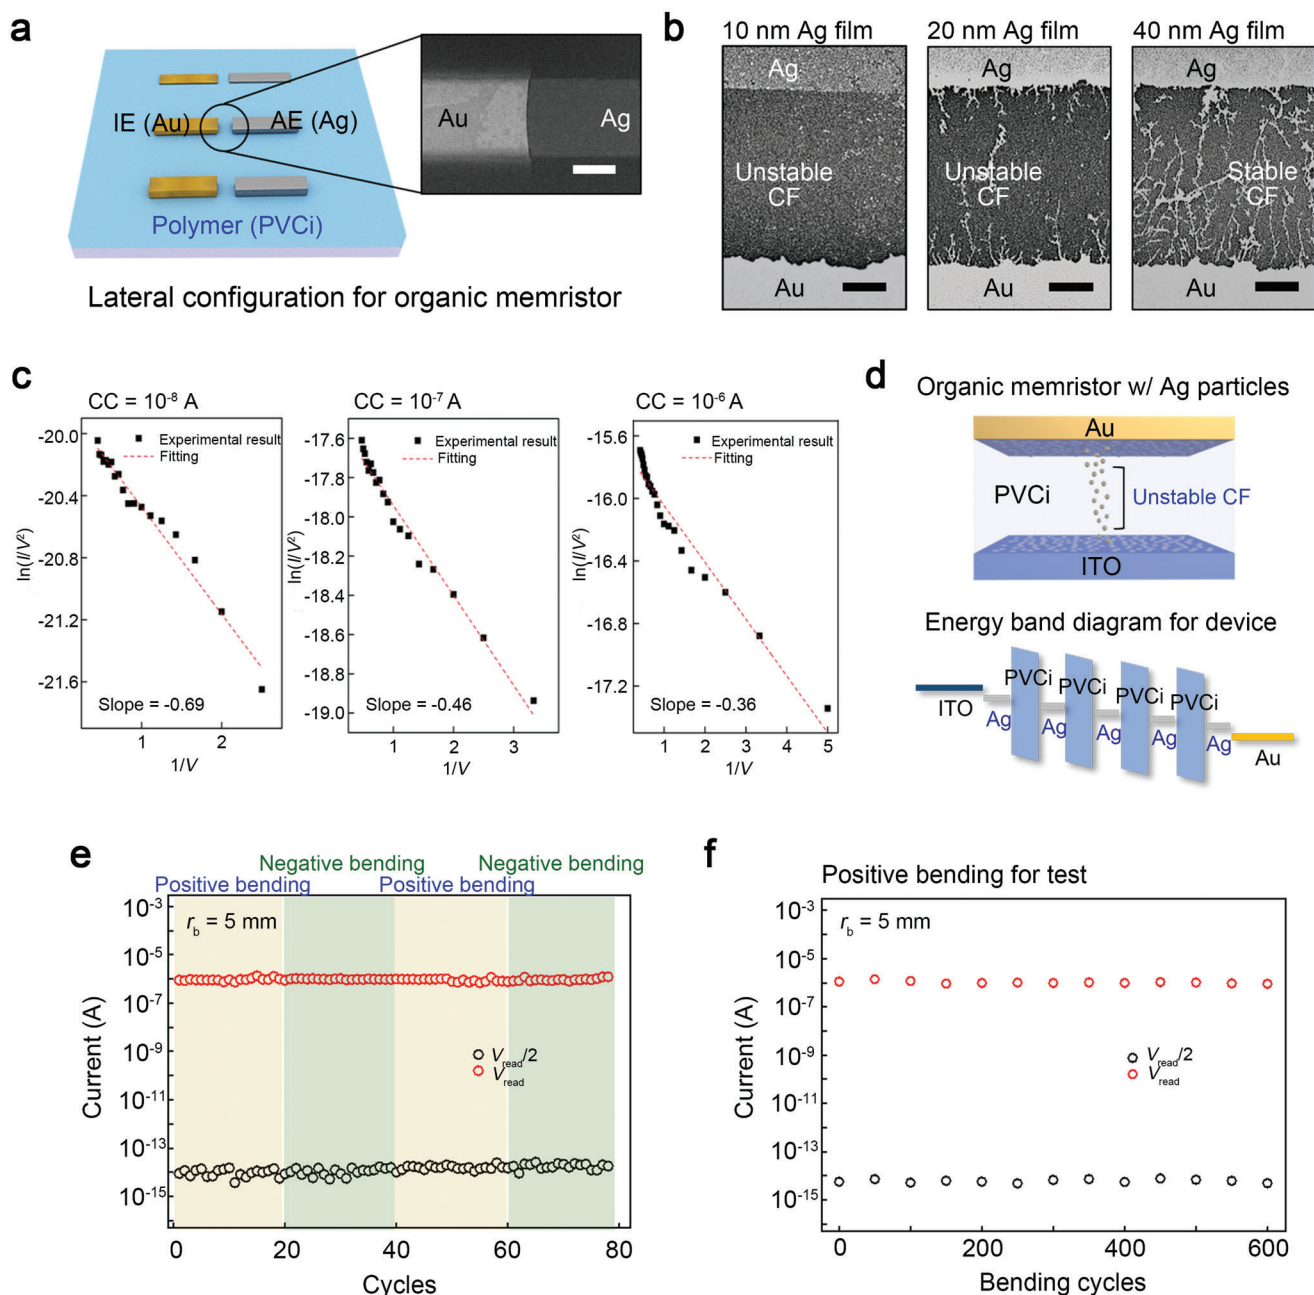 a
IE (Au)
AE (Ag)
Au
Ag
Polymer (PVCi)
Lateral configuration for organic memristor
b
10 nm Ag film
20 nm Ag film
40 nm Ag film
Ag
Ag
Ag
Unstable
CF
Unstable
CF
Stable
CF
Au
Au
Au
c
CC = 10⁻⁸ A
ln(I/V²)
-20.0
-20.4
-20.8
-21.2
-21.6
Experimental result
Fitting
Slope = -0.69
1
2
1/V
CC = 10⁻⁷ A
ln(I/V²)
-17.6
-17.8
-18.0
-18.2
-18.4
-18.6
-18.8
-19.0
Experimental result
Fitting
Slope = -0.46
1
2
3
1/V
CC = 10⁻⁶ A
ln(I/V²)
-15.6
-16.0
-16.4
-16.8
-17.2
Experimental result
Fitting
Slope = -0.36
1
2
3
4
5
1/V
d
Organic memristor w/ Ag particles
Au
PVCi
Unstable CF
ITO
Energy band diagram for device
PVCi
PVCi
PVCi
PVCi
ITO
Ag
Ag
Ag
Ag
Ag
Au
e
Negative bending
Negative bending
Positive bending
Positive bending
r_b = 5 mm
Current (A)
10⁻³
10⁻⁵
10⁻⁶
10⁻⁹
10⁻¹¹
10⁻¹³
10⁻¹⁵
V_read/2
V_read
0
20
40
60
80
Cycles
f
Positive bending for test
r_b = 5 mm
Current (A)
10⁻³
10⁻⁵
10⁻⁶
10⁻⁹
10⁻¹¹
10⁻¹³
10⁻¹⁵
V_read/2
V_read
0
200
400
600
Bending cycles